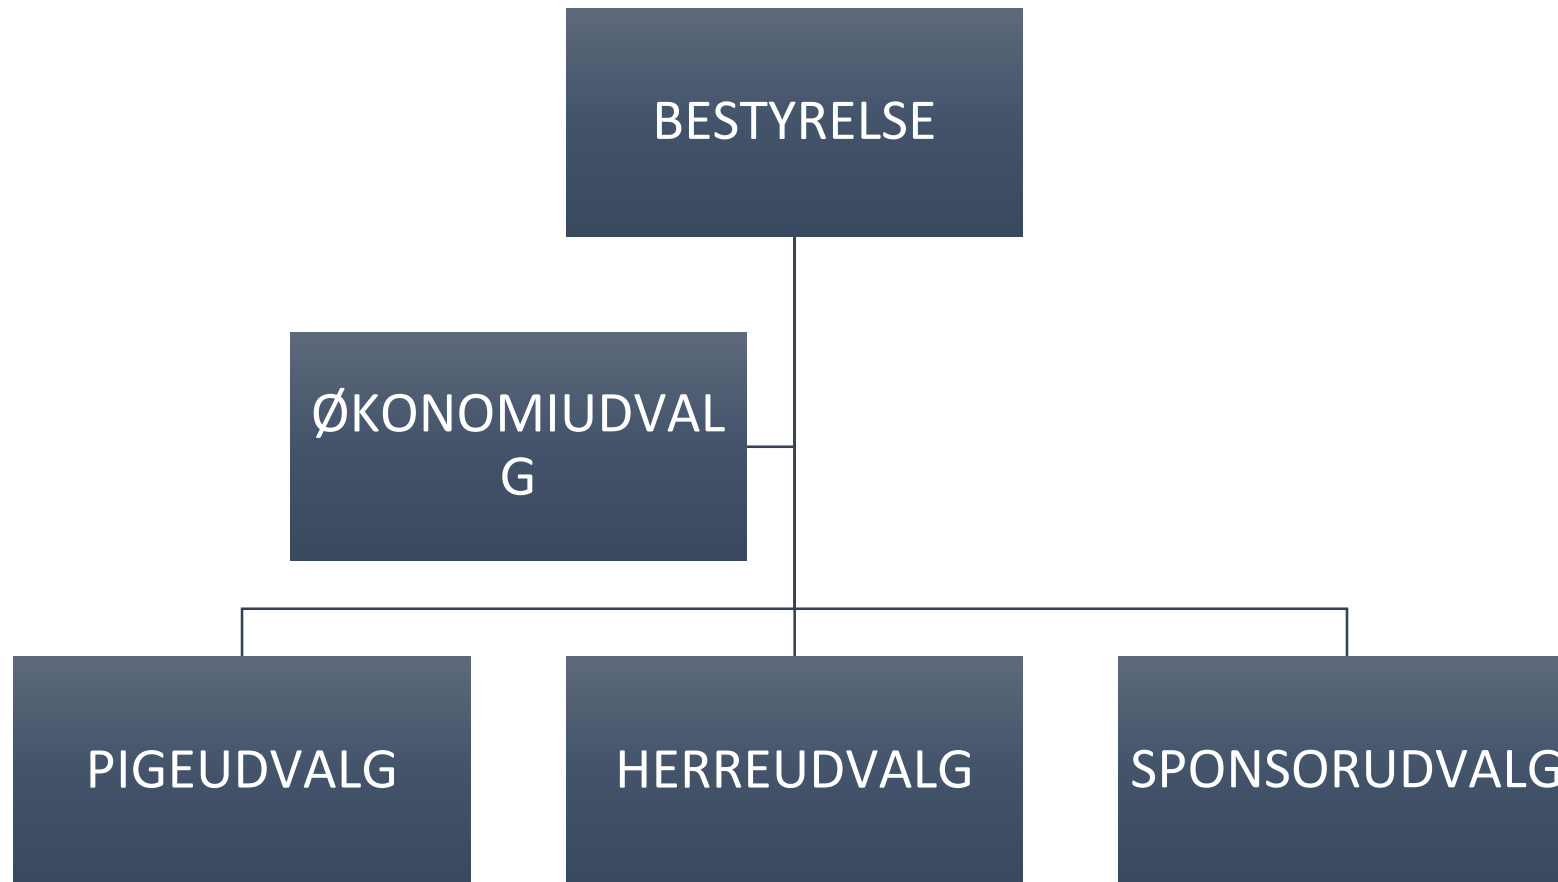 BESTYRELSE
ØKONOMIUDVAL
G
PIGEUDVALG
HERREUDVALG
SPONSORUDVALG